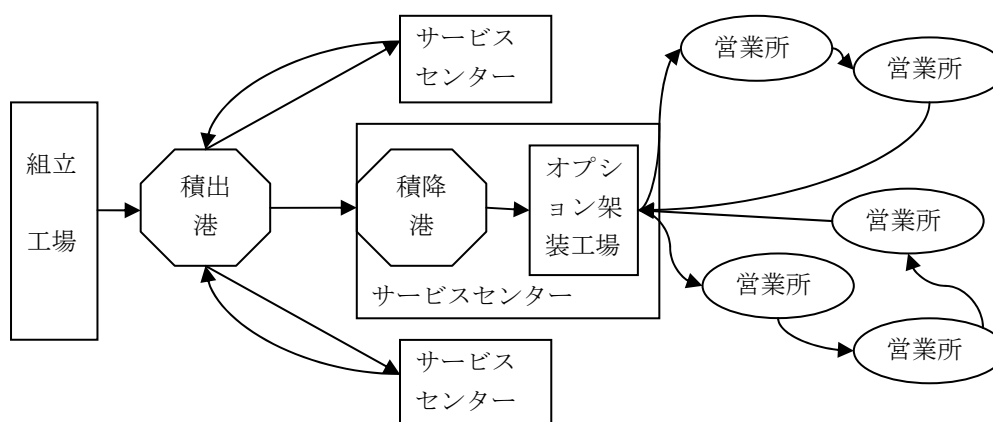 組立
工場
積出
港
サービス
センター
積降
港
オプショ
ョン架
装工場
サービスセンター
サービス
センター
営業所
営業所
営業所
営業所
営業所